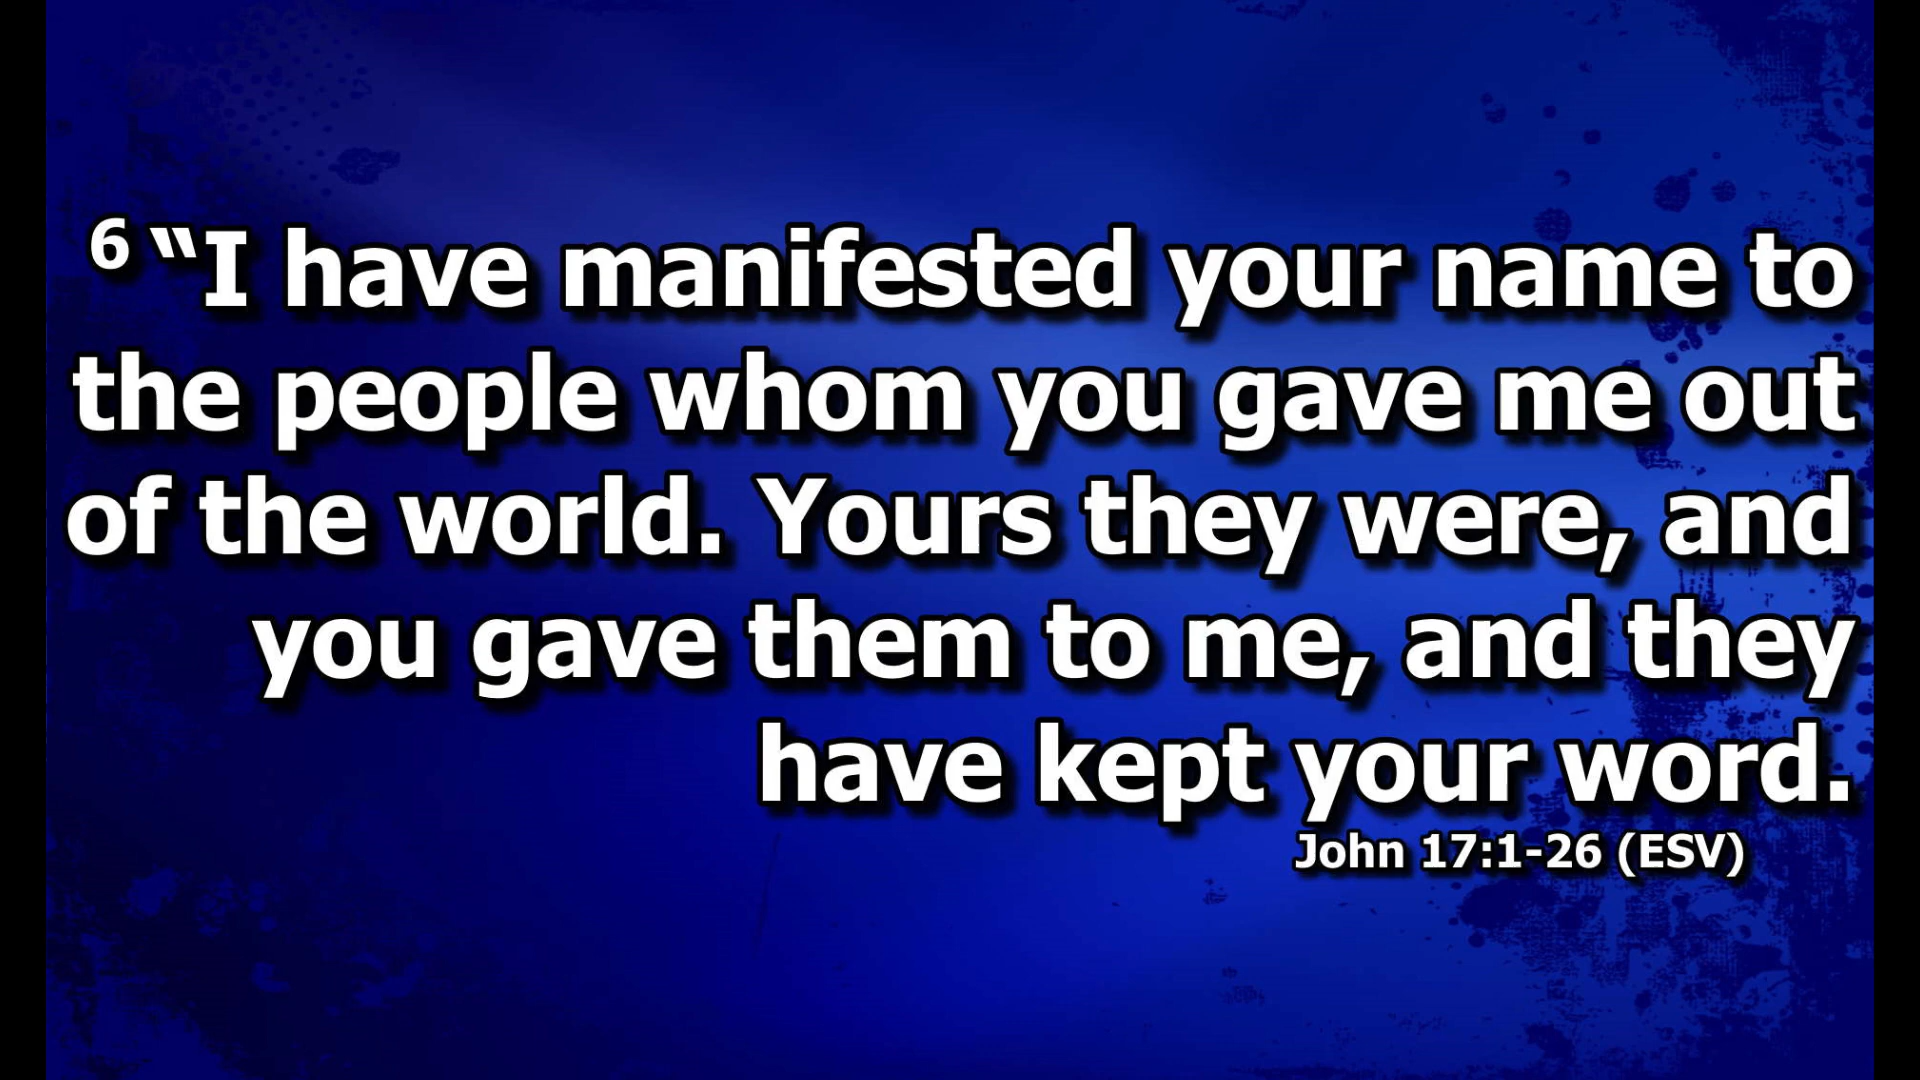 6 “I have manifested your name to
the people whom you gave me out
of the world. Yours they were, and
you gave them to me, and they
have kept your word.
John 17:1-26 (ESV)